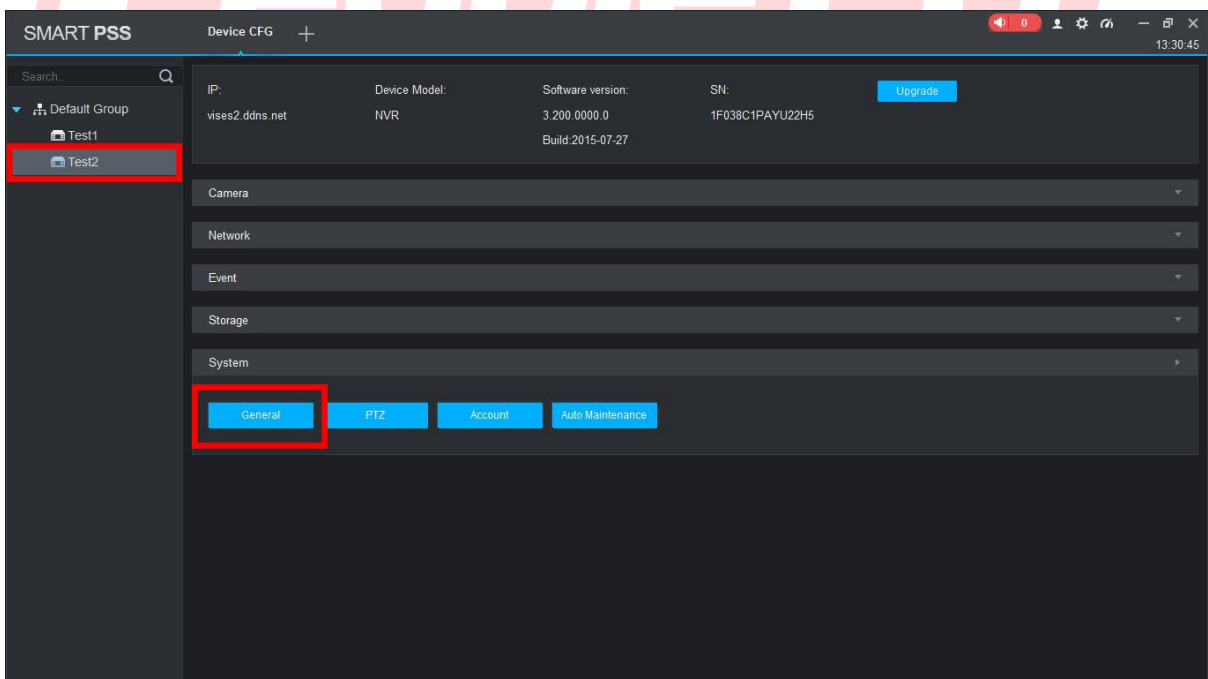 SMART PSS
Device CFG
0
13:30:45
Search..
Default Group
Test1
Test2
IP: Device Model: Software version: SN: Upgrade
vises2.ddns.net NVR 3.200.0000.0 1F038C1PAYU22H5
Build:2015-07-27
Camera
Network
Event
Storage
System
General PTZ Account Auto Maintenance